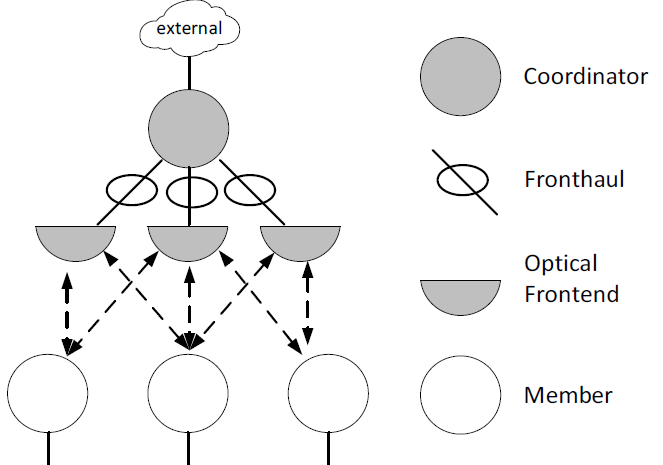 external
Coordinator
Fronthaul
Optical
Frontend
Member